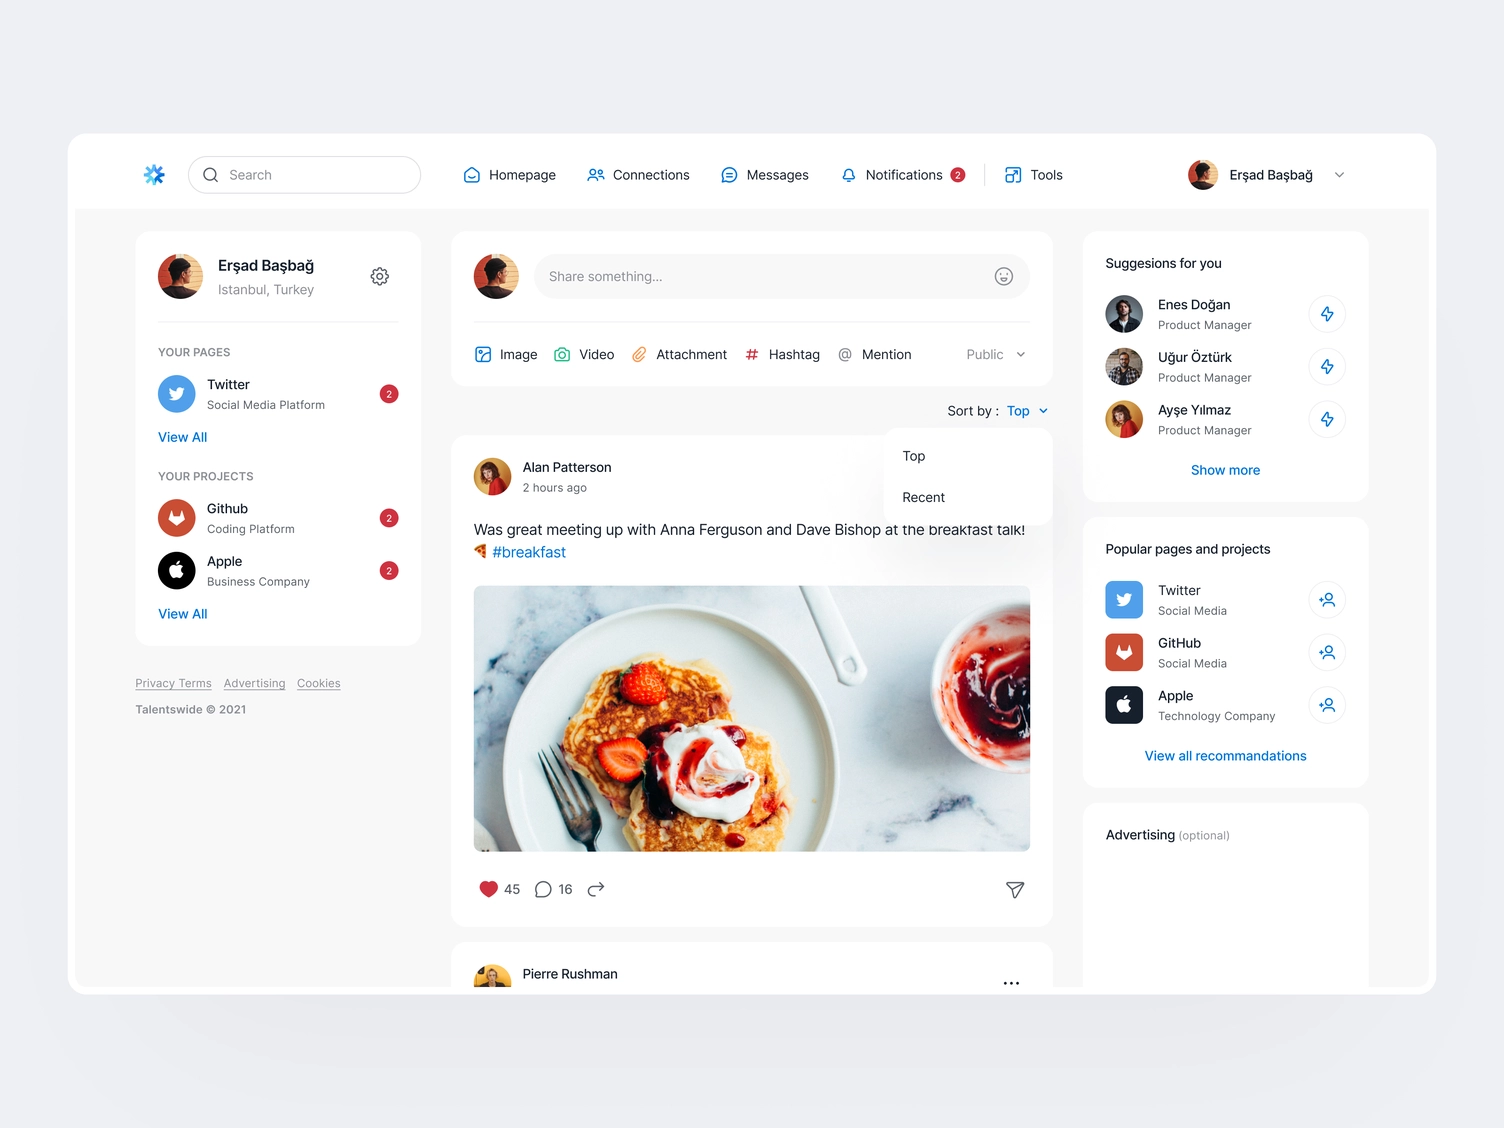 Search
Homepage
Connections
Messages
Notifications 2
Tools
Erşad Başbağ
Erşad Başbağ
Istanbul, Turkey
YOUR PAGES
Twitter
Social Media Platform
2
View All
YOUR PROJECTS
Github
Coding Platform
2
Apple
Business Company
2
View All
Privacy Terms Advertising Cookies
Talentswide © 2021
Share something...
Image Video Attachment Hashtag Mention Public
Sort by : Top
Top
Recent
Alan Patterson
2 hours ago
Was great meeting up with Anna Ferguson and Dave Bishop at the breakfast talk!
🍕 #breakfast
45 16
Pierre Rushman
Suggesions for you
Enes Doğan
Product Manager
Uğur Öztürk
Product Manager
Ayşe Yılmaz
Product Manager
Show more
Popular pages and projects
Twitter
Social Media
GitHub
Social Media
Apple
Technology Company
View all recommandations
Advertising (optional)